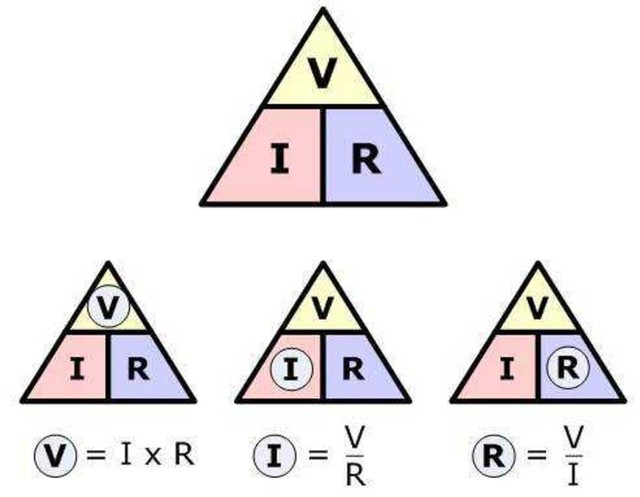 V
I R
V
I R
V
I R
V
I R
V = I x R
I = V/R
R = V/I